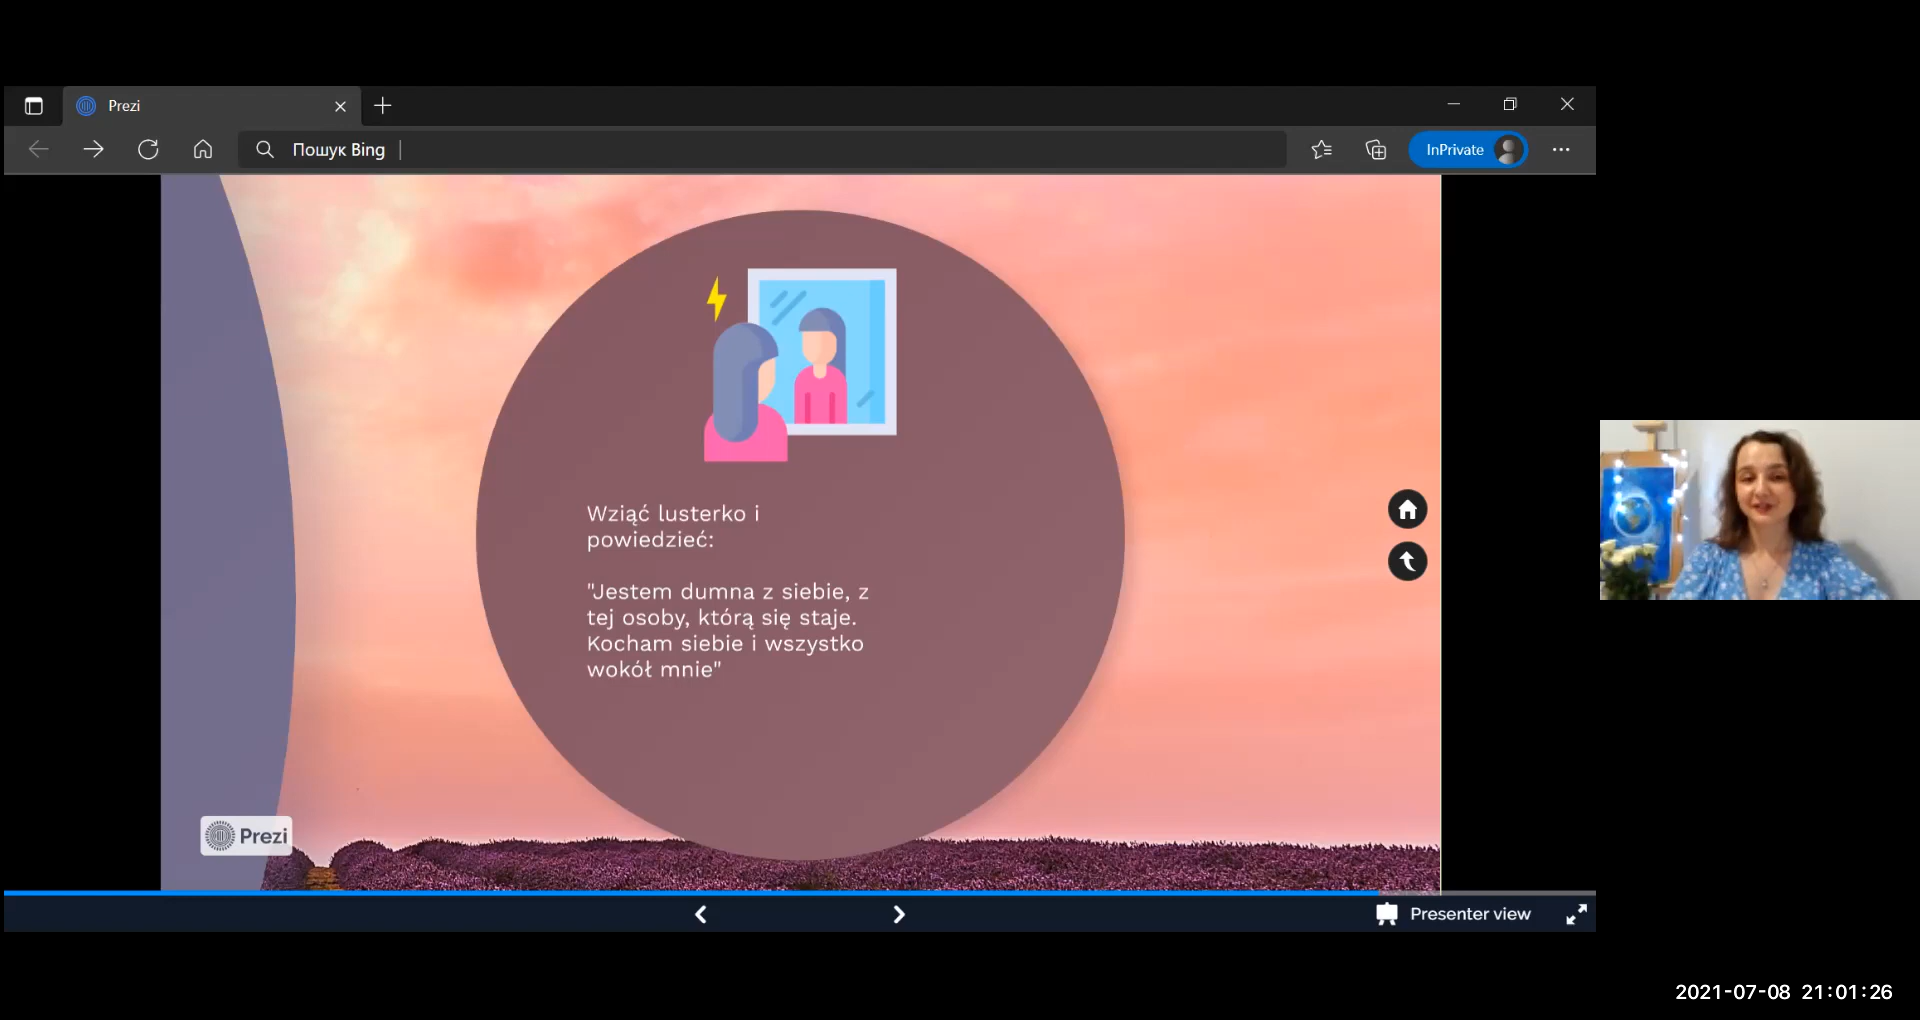 Prezi
Пошук Bing
InPrivate
Wziąć lusterko i
powiedzieć:
"Jestem dumna z siebie, z
tej osoby, którą się staje.
Kocham siebie i wszystko
wokół mnie"
Prezi
Presenter view
2021-07-08 21:01:26